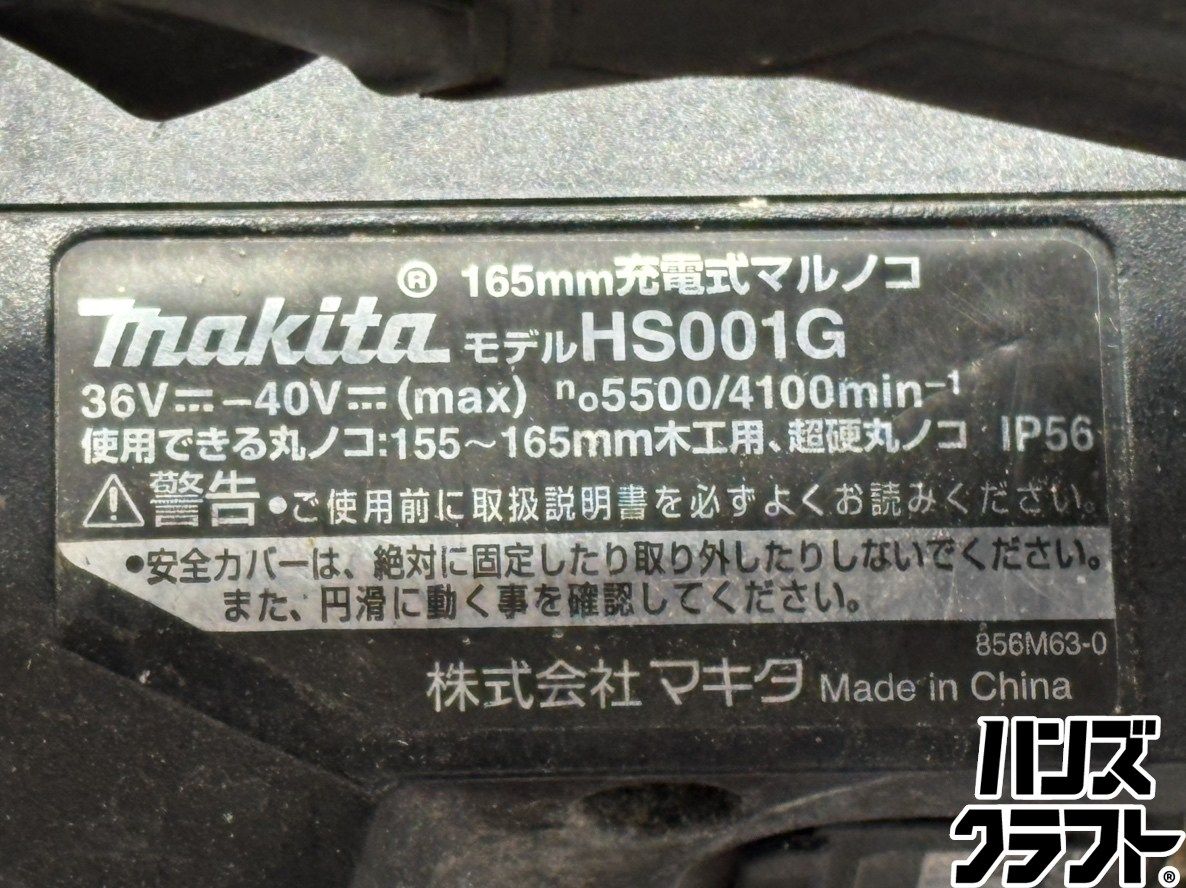 ® 165mm充電式マルノコ
makita モデルHS001G
36V⎓-40V⎓(max) n₀5500/4100min⁻¹
使用できる丸ノコ:155～165mm木工用、超硬丸ノコ IP56
⚠警告 •ご使用前に取扱説明書を必ずよくお読みください。
•安全カバーは、絶対に固定したり取り外したりしないでください。
また、円滑に動く事を確認してください。
856M63-0
株式会社マキタ Made in China
ハンズ
クラフト®